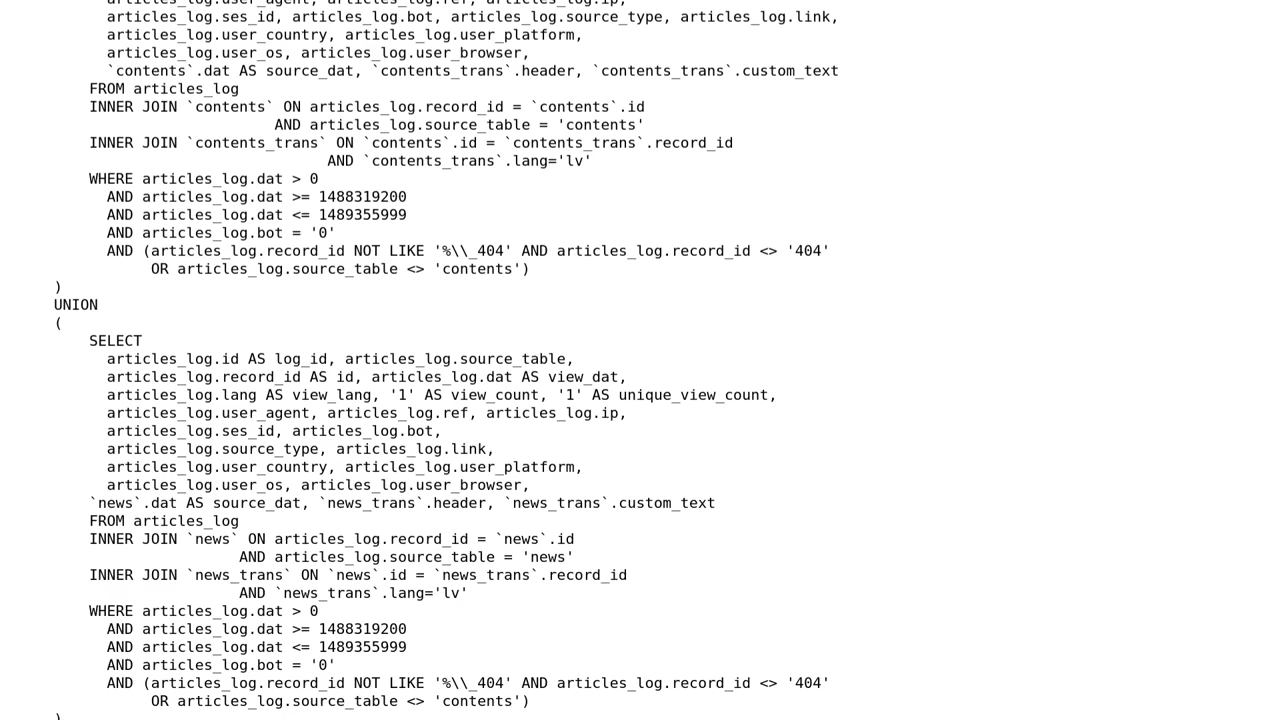 articles_log.user_agent, articles_log.ref, articles_log.ip,
articles_log.ses_id, articles_log.bot, articles_log.source_type, articles_log.link,
articles_log.user_country, articles_log.user_platform,
articles_log.user_os, articles_log.user_browser,
`contents`.dat AS source_dat, `contents_trans`.header, `contents_trans`.custom_text
FROM articles_log
INNER JOIN `contents` ON articles_log.record_id = `contents`.id
AND articles_log.source_table = 'contents'
INNER JOIN `contents_trans` ON `contents`.id = `contents_trans`.record_id
AND `contents_trans`.lang='lv'
WHERE articles_log.dat > 0
AND articles_log.dat >= 1488319200
AND articles_log.dat <= 1489355999
AND articles_log.bot = '0'
AND (articles_log.record_id NOT LIKE '%\\_404' AND articles_log.record_id <> '404'
OR articles_log.source_table <> 'contents')
)
UNION
(
SELECT
articles_log.id AS log_id, articles_log.source_table,
articles_log.record_id AS id, articles_log.dat AS view_dat,
articles_log.lang AS view_lang, '1' AS view_count, '1' AS unique_view_count,
articles_log.user_agent, articles_log.ref, articles_log.ip,
articles_log.ses_id, articles_log.bot,
articles_log.source_type, articles_log.link,
articles_log.user_country, articles_log.user_platform,
articles_log.user_os, articles_log.user_browser,
`news`.dat AS source_dat, `news_trans`.header, `news_trans`.custom_text
FROM articles_log
INNER JOIN `news` ON articles_log.record_id = `news`.id
AND articles_log.source_table = 'news'
INNER JOIN `news_trans` ON `news`.id = `news_trans`.record_id
AND `news_trans`.lang='lv'
WHERE articles_log.dat > 0
AND articles_log.dat >= 1488319200
AND articles_log.dat <= 1489355999
AND articles_log.bot = '0'
AND (articles_log.record_id NOT LIKE '%\\_404' AND articles_log.record_id <> '404'
OR articles_log.source_table <> 'contents')
)